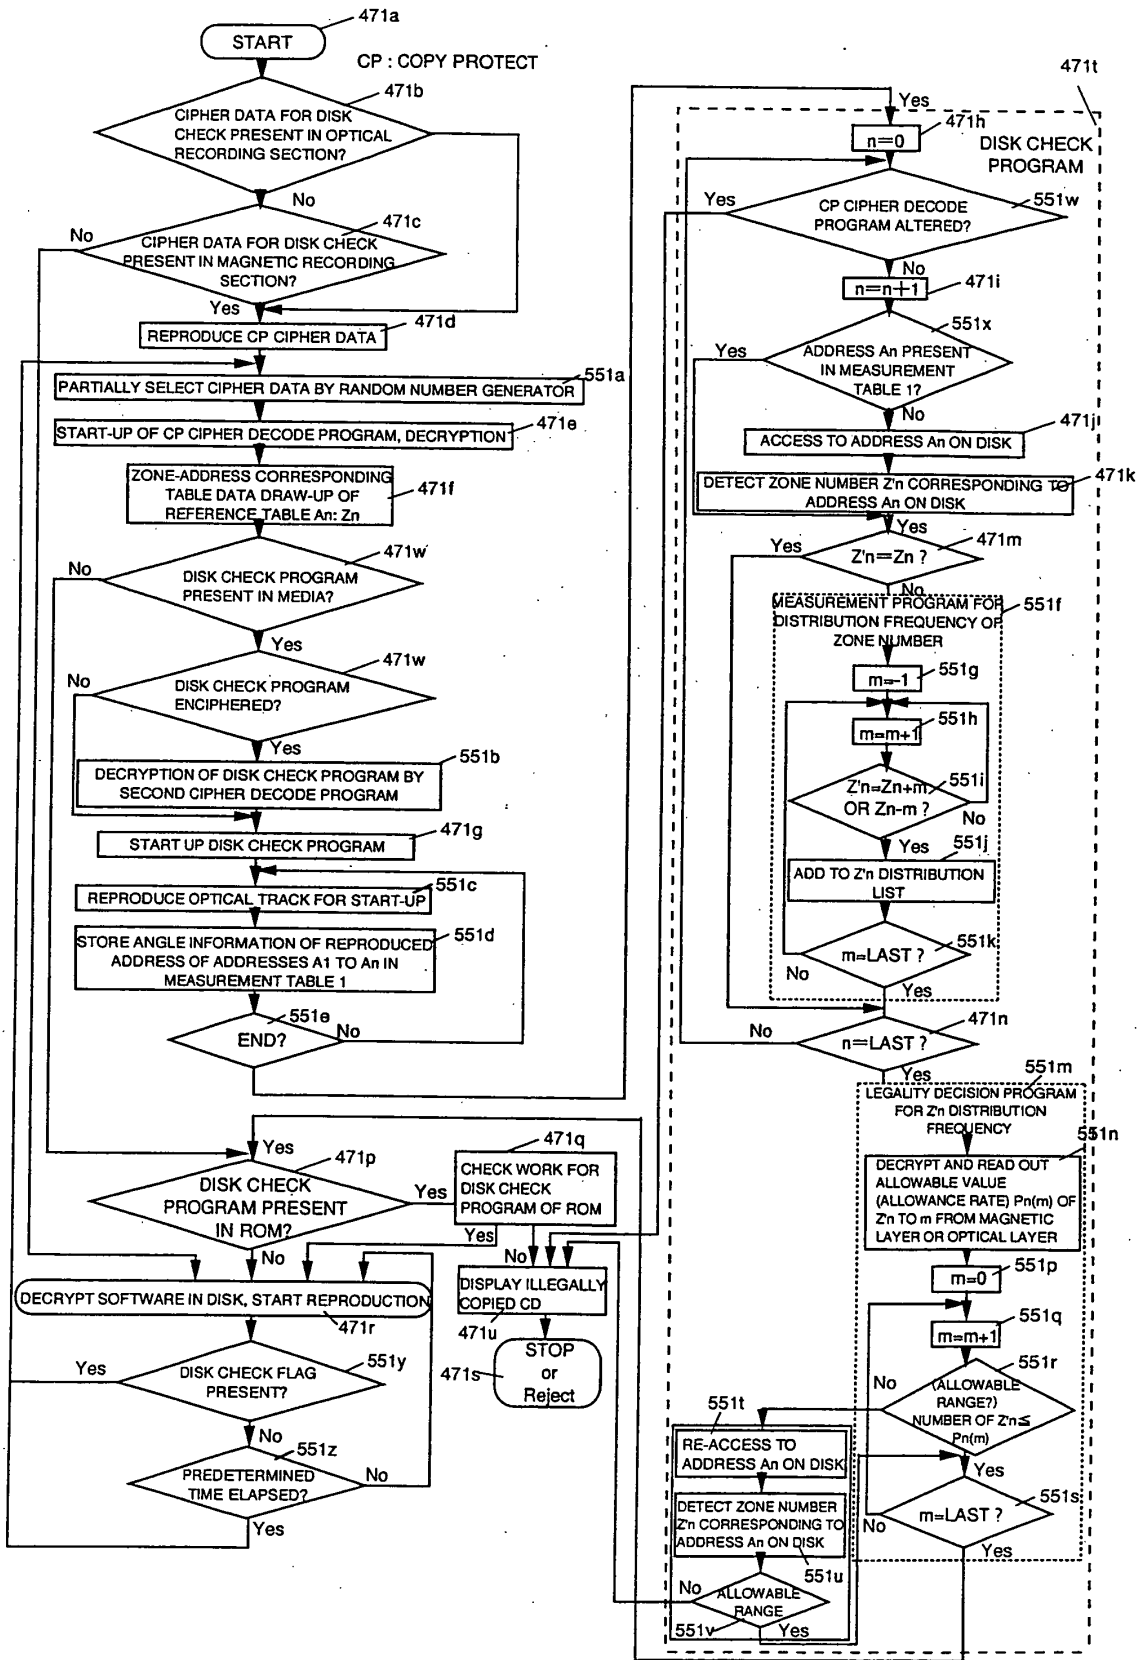 471a
START
CP : COPY PROTECT
471b
CIPHER DATA FOR DISK
CHECK PRESENT IN OPTICAL
RECORDING SECTION?
No
471c
No
CIPHER DATA FOR DISK CHECK
PRESENT IN MAGNETIC RECORDING
SECTION?
Yes
471d
REPRODUCE CP CIPHER DATA
551a
PARTIALLY SELECT CIPHER DATA BY RANDOM NUMBER GENERATOR
471e
START-UP OF CP CIPHER DECODE PROGRAM, DECRYPTION
ZONE-ADDRESS CORRESPONDING
TABLE DATA DRAW-UP OF
REFERENCE TABLE An: Zn
471f
471w
No
DISK CHECK PROGRAM
PRESENT IN MEDIA?
Yes
471w
No
DISK CHECK PROGRAM
ENCIPHERED?
Yes
551b
DECRYPTION OF DISK CHECK PROGRAM BY
SECOND CIPHER DECODE PROGRAM
471g
START UP DISK CHECK PROGRAM
551c
REPRODUCE OPTICAL TRACK FOR START-UP
551d
STORE ANGLE INFORMATION OF REPRODUCED
ADDRESS OF ADDRESSES A1 TO An IN
MEASUREMENT TABLE 1
551e
END?
No
Yes
471p
DISK CHECK
PROGRAM PRESENT
IN ROM?
Yes
No
471q
CHECK WORK FOR
DISK CHECK
PROGRAM OF ROM
Yes
No
DECRYPT SOFTWARE IN DISK, START REPRODUCTION
471r
DISPLAY ILLEGALLY
COPIED CD
471u
471s
STOP
or
Reject
551y
Yes
DISK CHECK FLAG
PRESENT?
No
551z
PREDETERMINED
TIME ELAPSED?
No
Yes
471t
Yes
471h
n=0
DISK CHECK
PROGRAM
551w
Yes
CP CIPHER DECODE
PROGRAM ALTERED?
No
n=n+1
471i
551x
Yes
ADDRESS An PRESENT
IN MEASUREMENT
TABLE 1?
No
471j
ACCESS TO ADDRESS An ON DISK
471k
DETECT ZONE NUMBER Z'n CORRESPONDING TO
ADDRESS An ON DISK
Yes
471m
Yes
Z'n=Zn ?
No
MEASUREMENT PROGRAM FOR
DISTRIBUTION FREQUENCY OF
ZONE NUMBER
551f
551g
m=-1
551h
m=m+1
Z'n=Zn+m
OR Zn-m ?
551i
No
Yes
551j
ADD TO Z'n DISTRIBUTION
LIST
m=LAST ?
551k
No
Yes
471n
No
n=LAST ?
Yes
551m
LEGALITY DECISION PROGRAM
FOR Z'n DISTRIBUTION
FREQUENCY
551n
DECRYPT AND READ OUT
ALLOWABLE VALUE
(ALLOWANCE RATE) Pn(m) OF
Z'n TO m FROM MAGNETIC
LAYER OR OPTICAL LAYER
m=0
551p
551q
m=m+1
551r
No
(ALLOWABLE
RANGE?)
NUMBER OF Z'n≦
Pn(m)
Yes
551t
RE-ACCESS TO
ADDRESS An ON DISK
DETECT ZONE NUMBER
Z'n CORRESPONDING TO
ADDRESS An ON DISK
551u
m=LAST ?
551s
No
Yes
No
ALLOWABLE
RANGE
551v
Yes